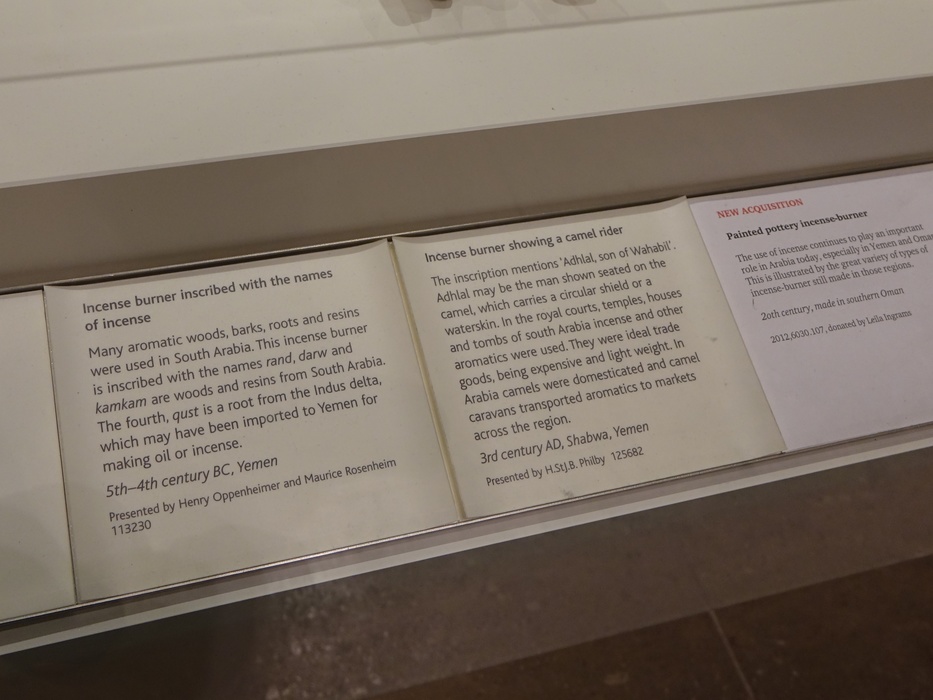 Incense burner inscribed with the names
of incense
Many aromatic woods, barks, roots and resins
were used in South Arabia. This incense burner
is inscribed with the names rand, darw and
kamkam are woods and resins from South Arabia.
The fourth, qust is a root from the Indus delta,
which may have been imported to Yemen for
making oil or incense.
5th–4th century BC, Yemen
Presented by Henry Oppenheimer and Maurice Rosenheim
113230
Incense burner showing a camel rider
The inscription mentions 'Adhlal, son of Wahabil'.
Adhlal may be the man shown seated on the
camel, which carries a circular shield or a
waterskin. In the royal courts, temples, houses
and tombs of south Arabia incense and other
aromatics were used. They were ideal trade
goods, being expensive and light weight. In
Arabia camels were domesticated and camel
caravans transported aromatics to markets
across the region.
3rd century AD, Shabwa, Yemen
Presented by H.StJ.B. Philby 125682
NEW ACQUISITION
Painted pottery incense-burner
The use of incense continues to play an important
role in Arabia today, especially in Yemen and Oman.
This is illustrated by the great variety of types of
incense-burner still made in those regions.
20th century, made in southern Oman
2012,6030.107, donated by Leila Ingrams